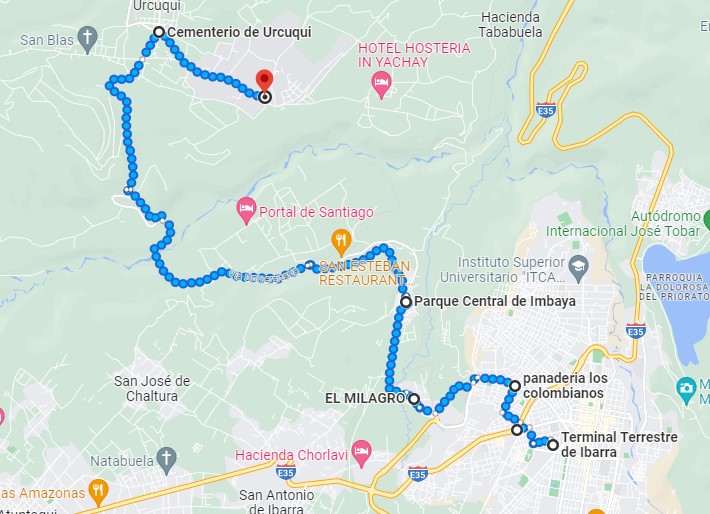 Urcuqui
Hacienda
Tababuela
San Blas
Cementerio de Urcuqui
HOTEL HOSTERIA
IN YACHAY
E35
E35
Portal de Santiago
Autódromo
Internacional José Tobar
SAN ESTEBAN
RESTAURANT...
Instituto Superior
Universitario "ITCA...
PARROQUIA
LA DOLOROSA
DEL PRIORATO
Parque Central de Imbaya
E35
San José de
Chaltura
panadería los
colombianos
EL MILAGRO
M
M
Terminal Terrestre
de Ibarra
Hacienda Chorlavi
Natabuela
E35
E35
as Amazonas
San Antonio
de Ibarra
Atuntaqui